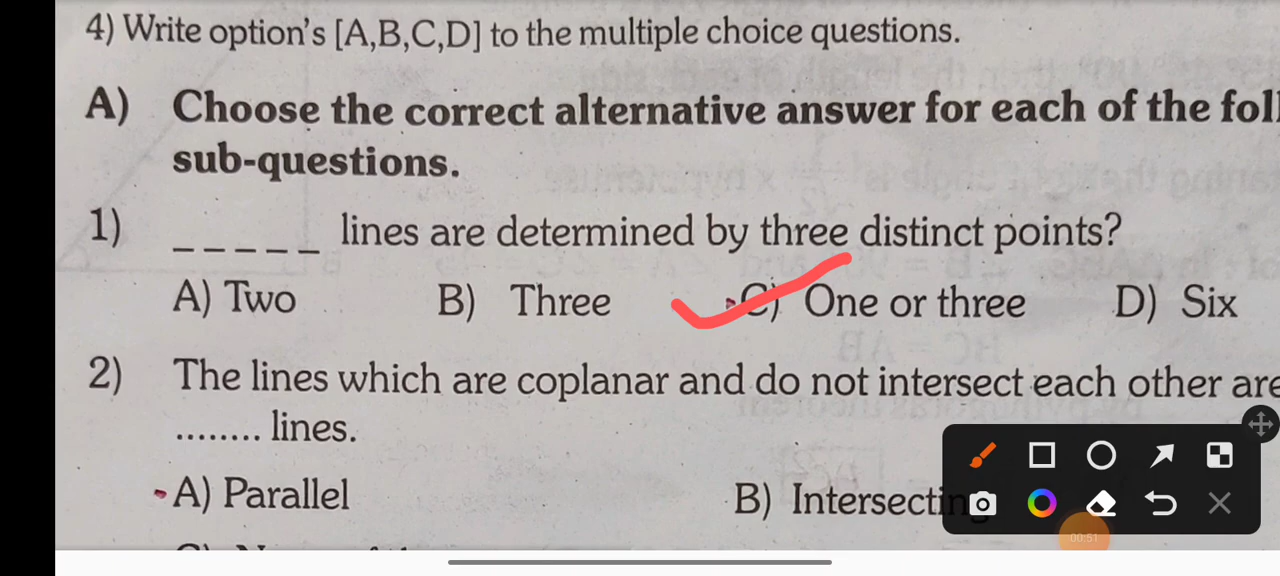 4) Write option's [A,B,C,D] to the multiple choice questions.
A) Choose the correct alternative answer for each of the
sub-questions.
1) _ _ _ _ _ lines are determined by three distinct points?
A) Two B) Three C) One or three D) Six
2) The lines which are coplanar and do not intersect each other are
........ lines.
A) Parallel B)
00:51